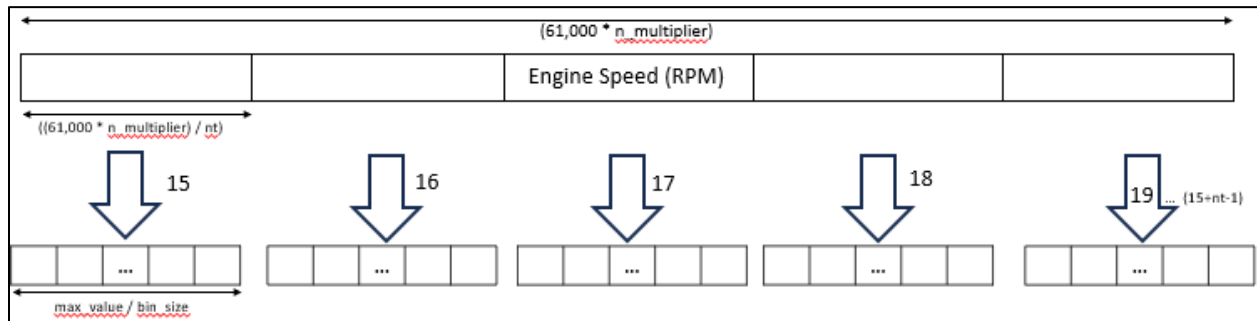 (61,000 * n_multiplier)
Engine Speed (RPM)
((61,000 * n_multiplier) / nt)
15
16
17
18
19 ... (15+nt-1)
... ... ... ... ...
max_value / bin_size